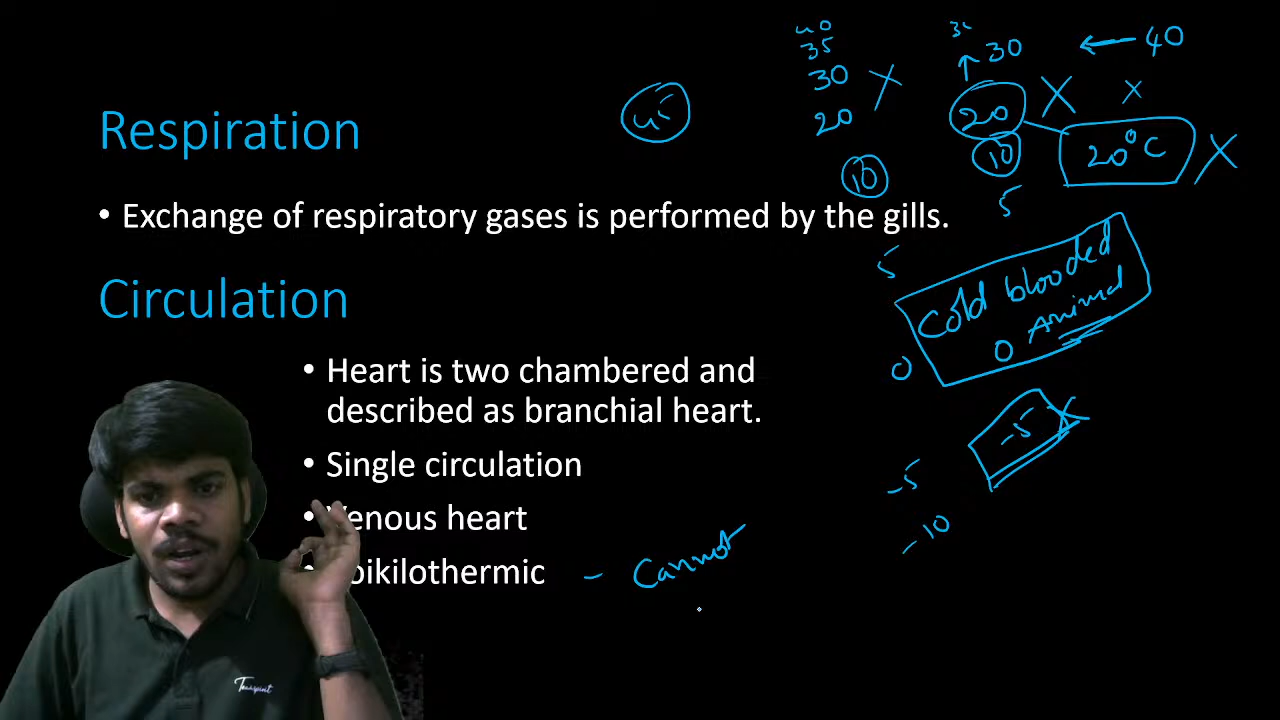 40
35
30
20 X
10
5
0
-5
-10
30
↑
20 X
10
5
0
-5 X
← 40
X
20°C X
Cold blooded
Animal
Respiration
• Exchange of respiratory gases is performed by the gills.
Circulation
• Heart is two chambered and
described as branchial heart.
• Single circulation
• Venous heart
oikilothermic - Cannot